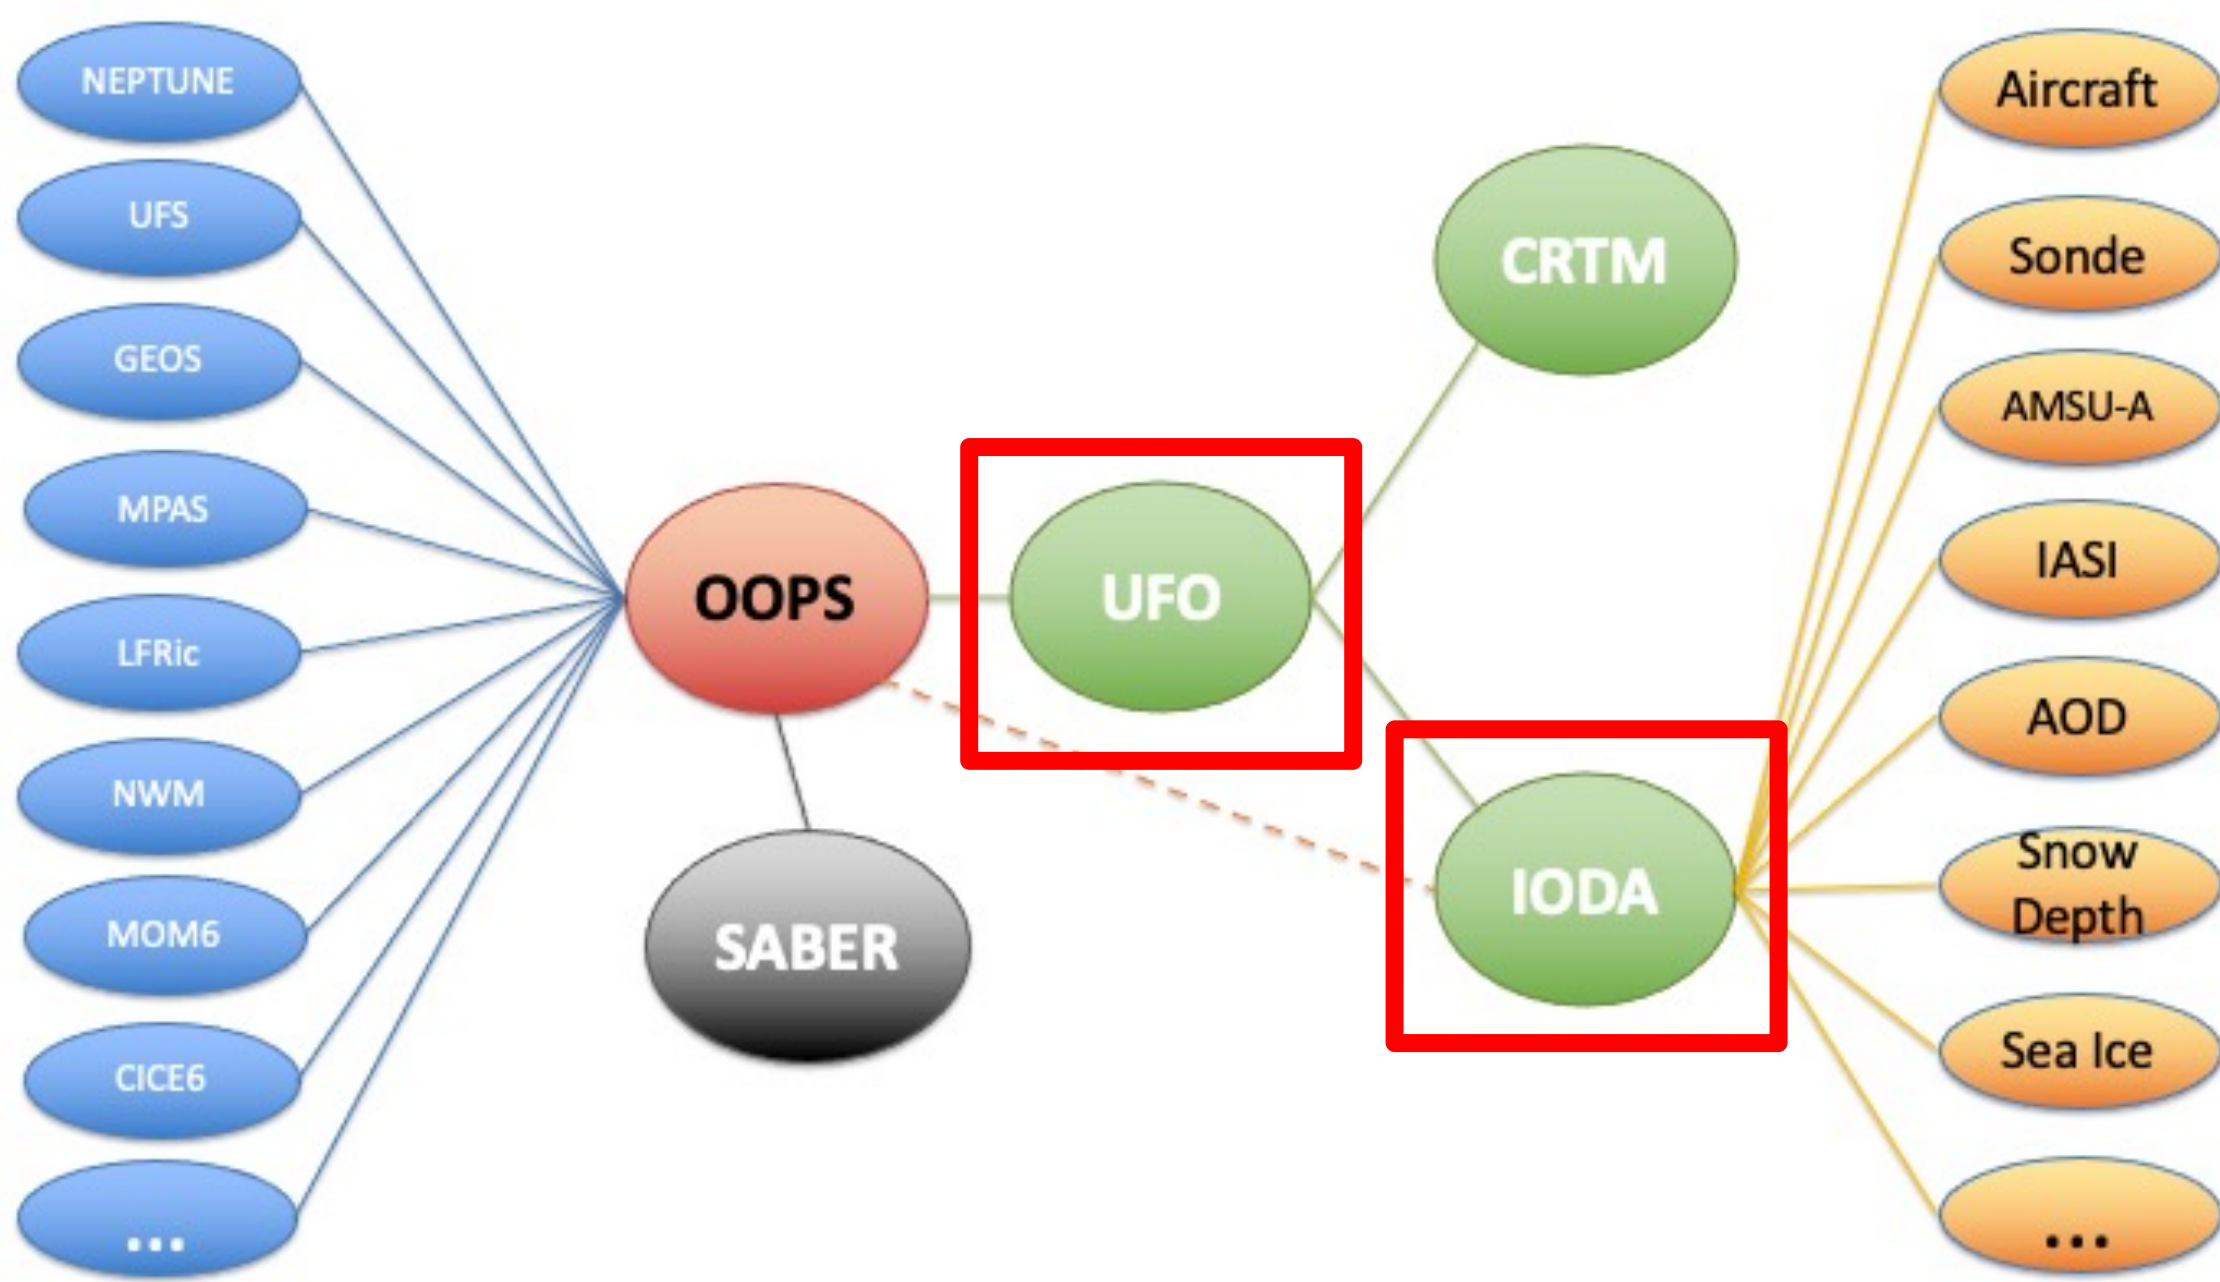 NEPTUNE
UFS
GEOS
MPAS
LFRic
NWM
MOM6
CICE6
...
OOPS
SABER
UFO
CRTM
IODA
Aircraft
Sonde
AMSU-A
IASI
AOD
Snow
Depth
Sea Ice
...